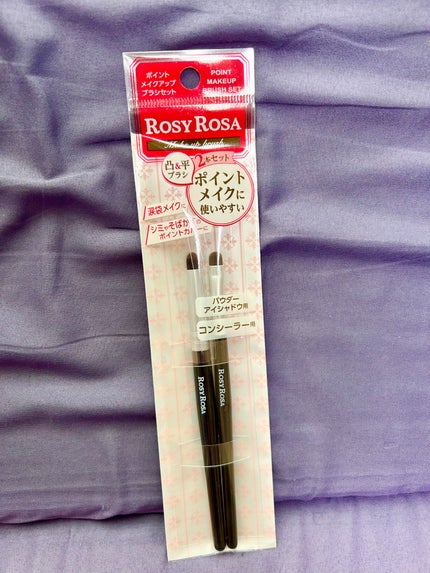 ポイント
メイクアップ
ブラシセット
POINT
MAKEUP
BRUSH SET
ROSY ROSA
Make up brush
凸&平
ブラシ
2本セット
ポイント
メイクに
使いやすい
涙袋メイクに
シミやそばかすの
ポイントカバーに
パウダー
アイシャドウ用
コンシーラー用
ROSY ROSA
ROSY ROSA